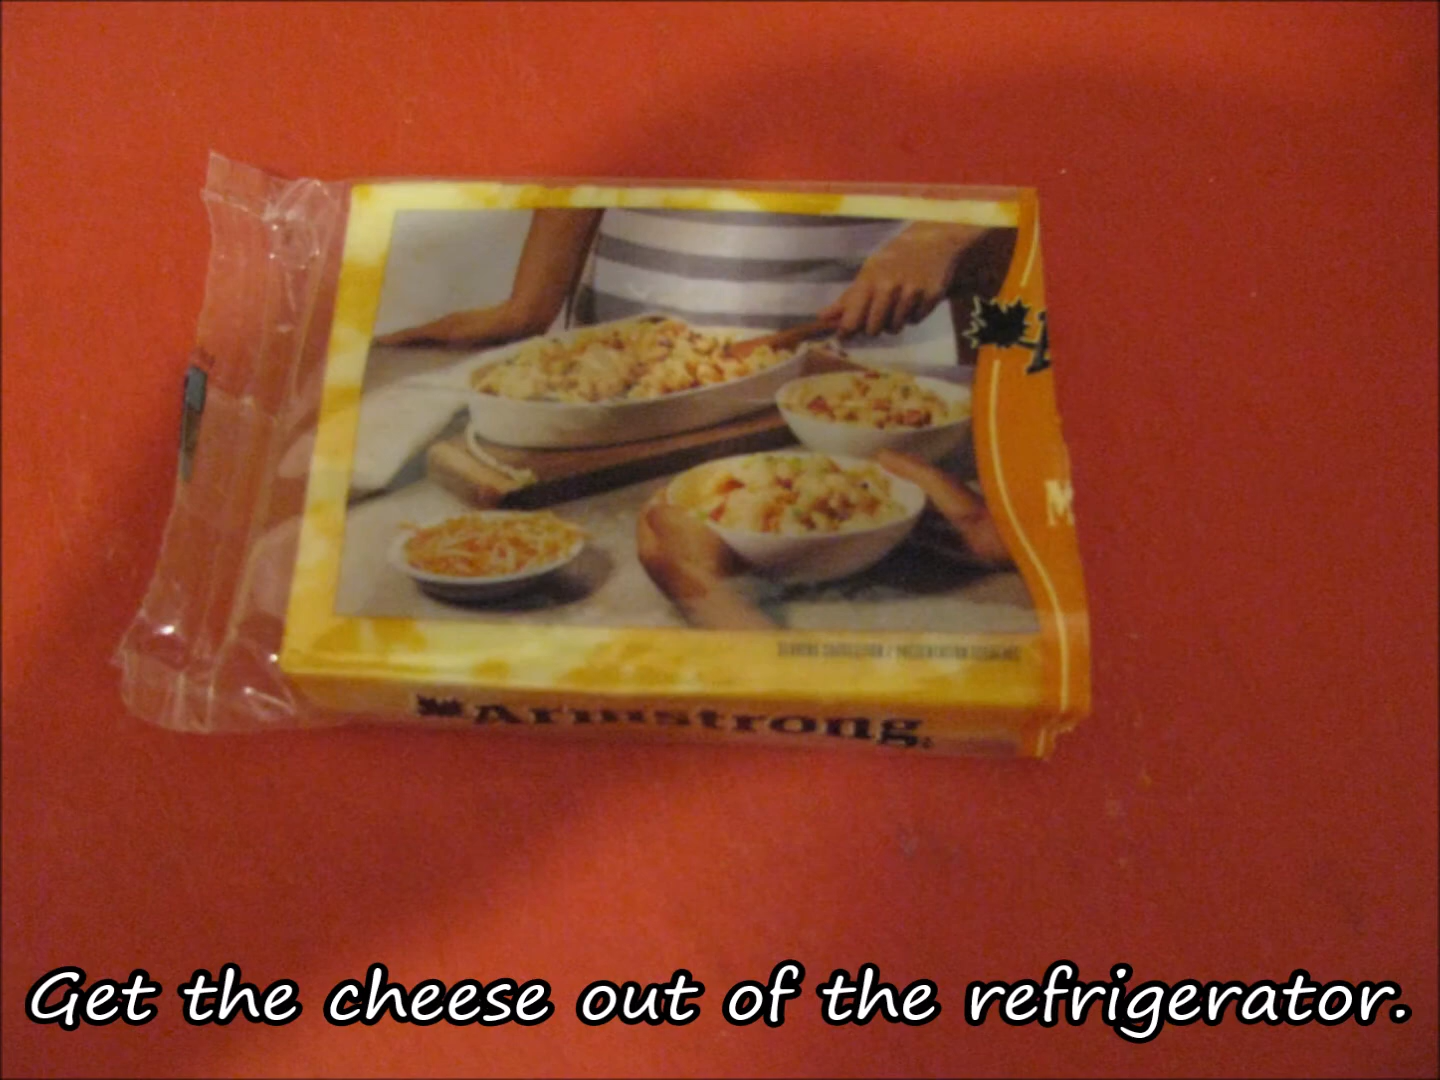 M
Armstrong
Get the cheese out of the refrigerator.